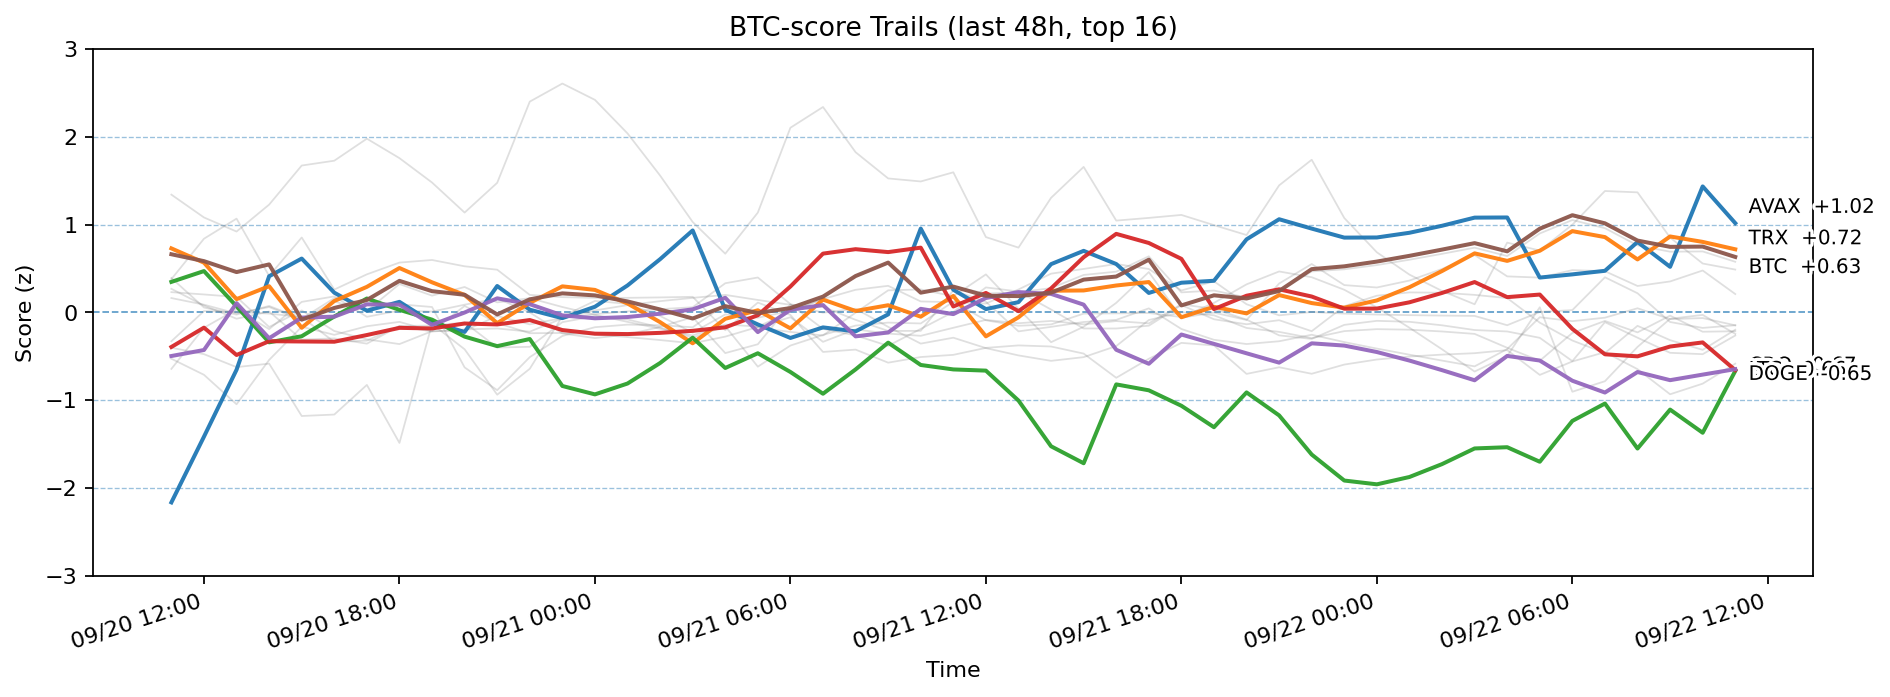 BTC-score Trails (last 48h, top 16)
Score (z)
3
2
1
0
−1
−2
−3
AVAX +1.02
TRX +0.72
BTC +0.63
DOGE -0.65
09/20 12:00
09/20 18:00
09/21 00:00
09/21 06:00
09/21 12:00
09/21 18:00
09/22 00:00
09/22 06:00
09/22 12:00
Time